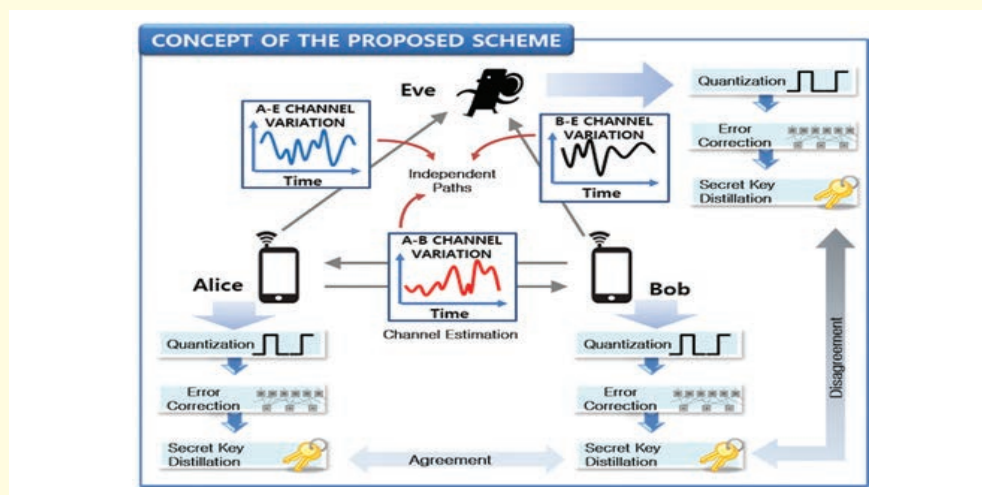 CONCEPT OF THE PROPOSED SCHEME
Eve
A-E CHANNEL
VARIATION
Time
Independent
Paths
B-E CHANNEL
VARIATION
Time
Quantization
Error
Correction
Secret Key
Distillation
Alice
A-B CHANNEL
VARIATION
Time
Channel Estimation
Bob
Quantization
Error
Correction
Secret Key
Distillation
Agreement
Quantization
Error
Correction
Secret Key
Distillation
Disagreement